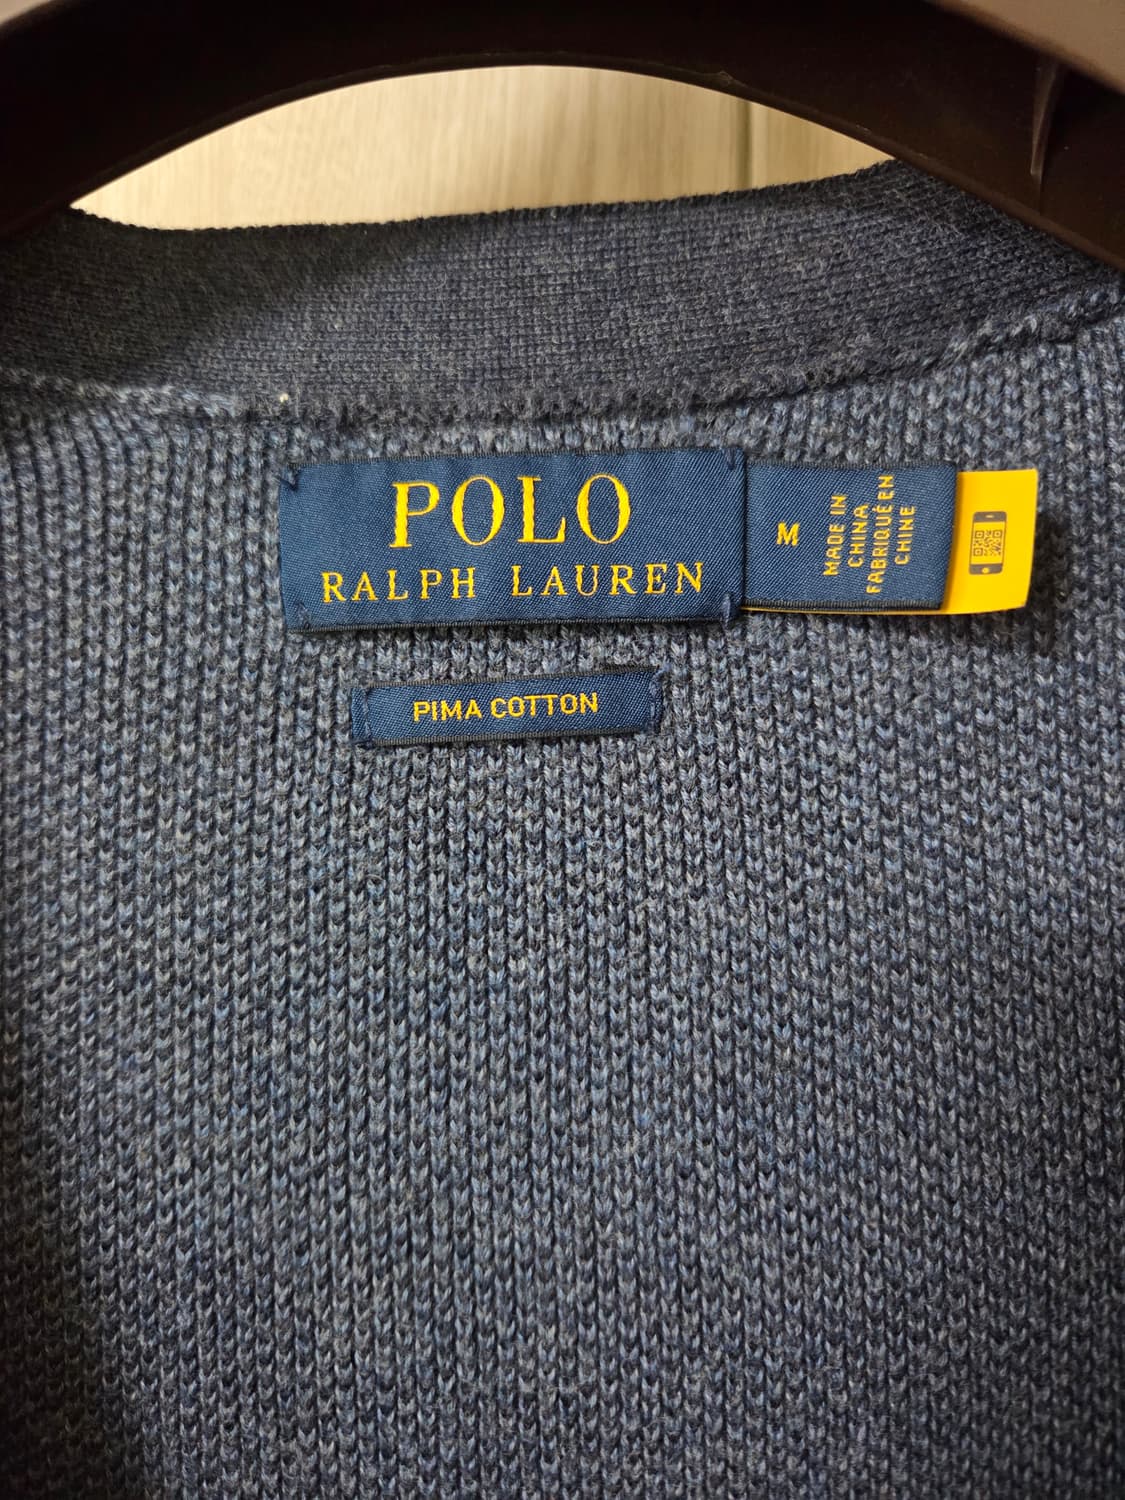 POLO
RALPH LAUREN
M
MADE IN
CHINA
FABRIQUÉ EN
CHINE
PIMA COTTON